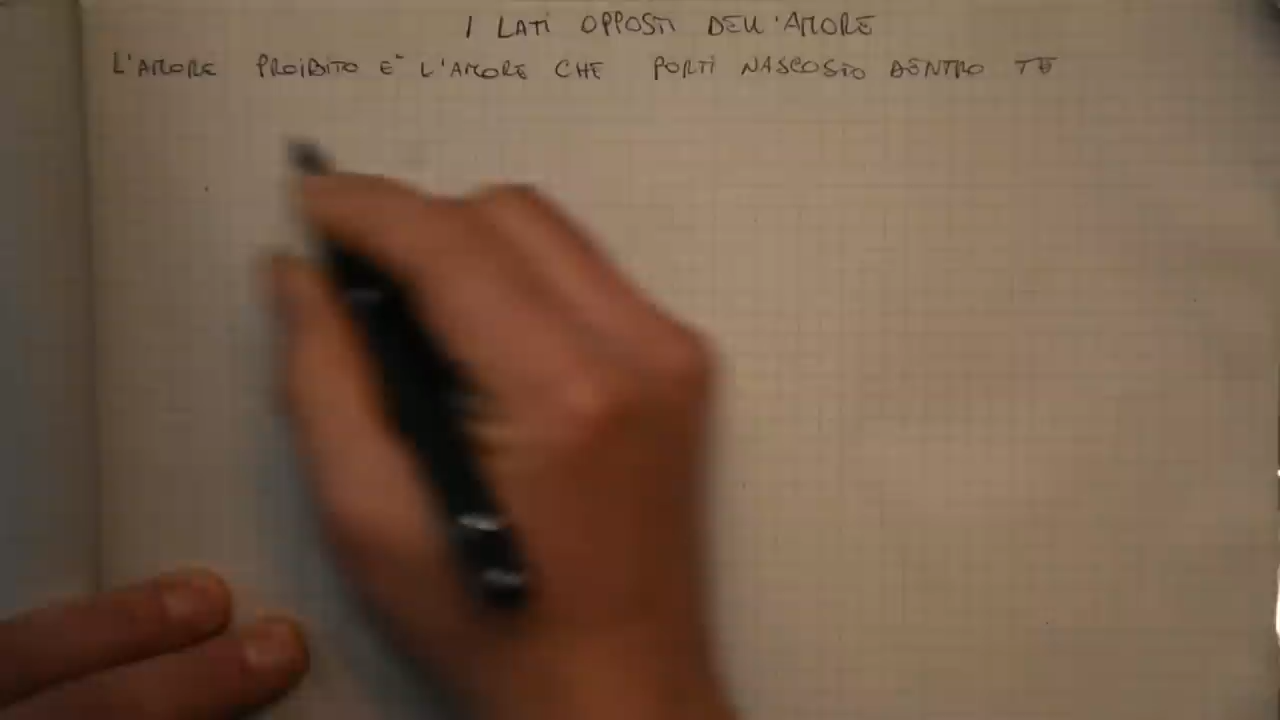 I LATI OPPOSTI DELL'AMORE
L'AMORE PROIBITO E' L'AMORE CHE PORTI NASCOSTO DENTRO TE